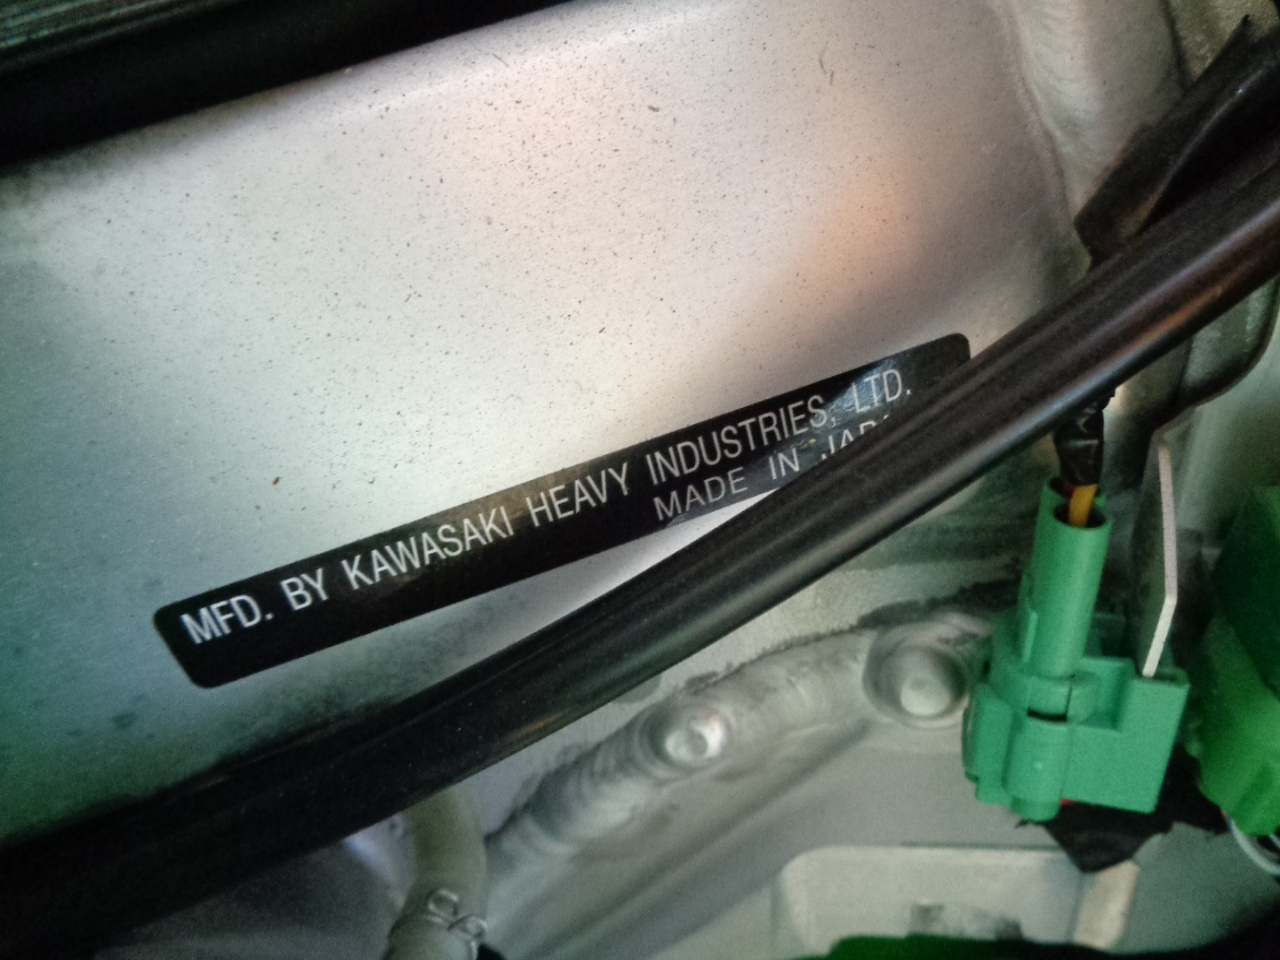 MFD. BY KAWASAKI HEAVY INDUSTRIES, LTD.
MADE IN